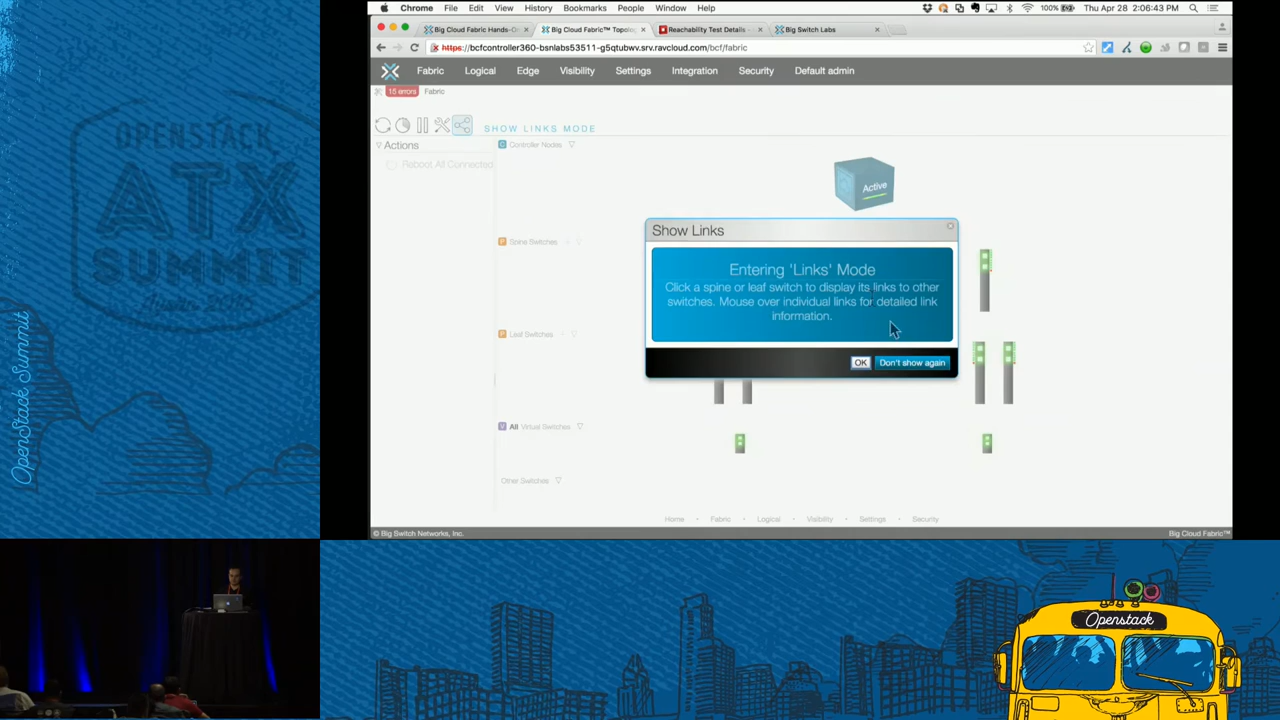 Chrome File Edit View History Bookmarks People Window Help
100% Thu Apr 28 2:06:43 PM
Big Cloud Fabric Hands-O
Big Cloud Fabric™ Topolo
Reachability Test Details -
Big Switch Labs
https://bcfcontroller360-bsnlabs53511-g5qtubwv.srv.ravcloud.com/bcf/fabric
Fabric Logical Edge Visibility Settings Integration Security Default admin
15 errors Fabric
SHOW LINKS MODE
Actions
Reboot All Connected
Controller Nodes
Active
Spine Switches
Leaf Switches
All Virtual Switches
Other Switches
Show Links
Entering 'Links' Mode
Click a spine or leaf switch to display its links to other
switches. Mouse over individual links for detailed link
information.
OK Don't show again
Home • Fabric • Logical • Visibility • Settings • Security
© Big Switch Networks, Inc.
Big Cloud Fabric™
OPENSTACK
ATX
SUMMIT
OpenStack Summit
Openstack